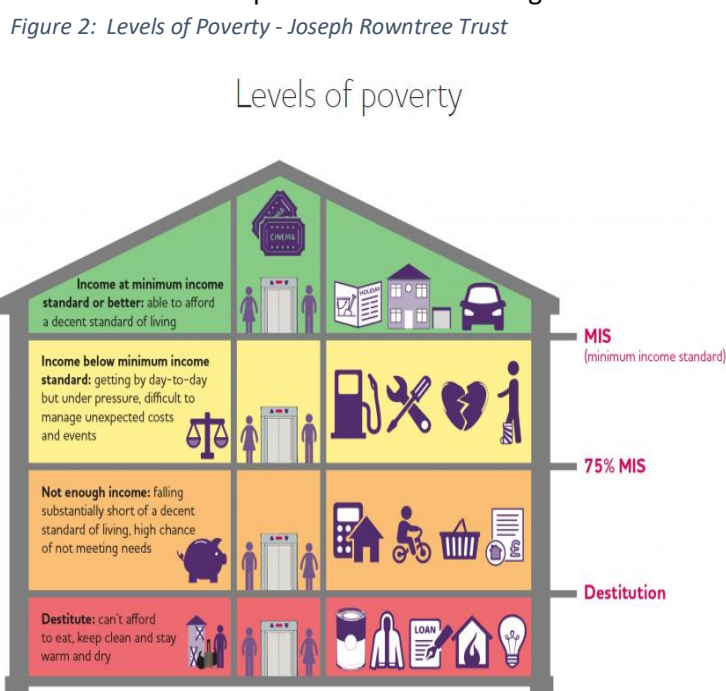 Figure 2: Levels of Poverty - Joseph Rowntree Trust
Levels of poverty
CINEMA
Income at minimum income
standard or better: able to afford
a decent standard of living
HOLIDAY
MIS
(minimum income standard)
Income below minimum income
standard: getting by day-to-day
but under pressure, difficult to
manage unexpected costs
and events
75% MIS
Not enough income: falling
substantially short of a decent
standard of living, high chance
of not meeting needs
£
Destitution
Destitute: can't afford
to eat, keep clean and stay
warm and dry
LOAN